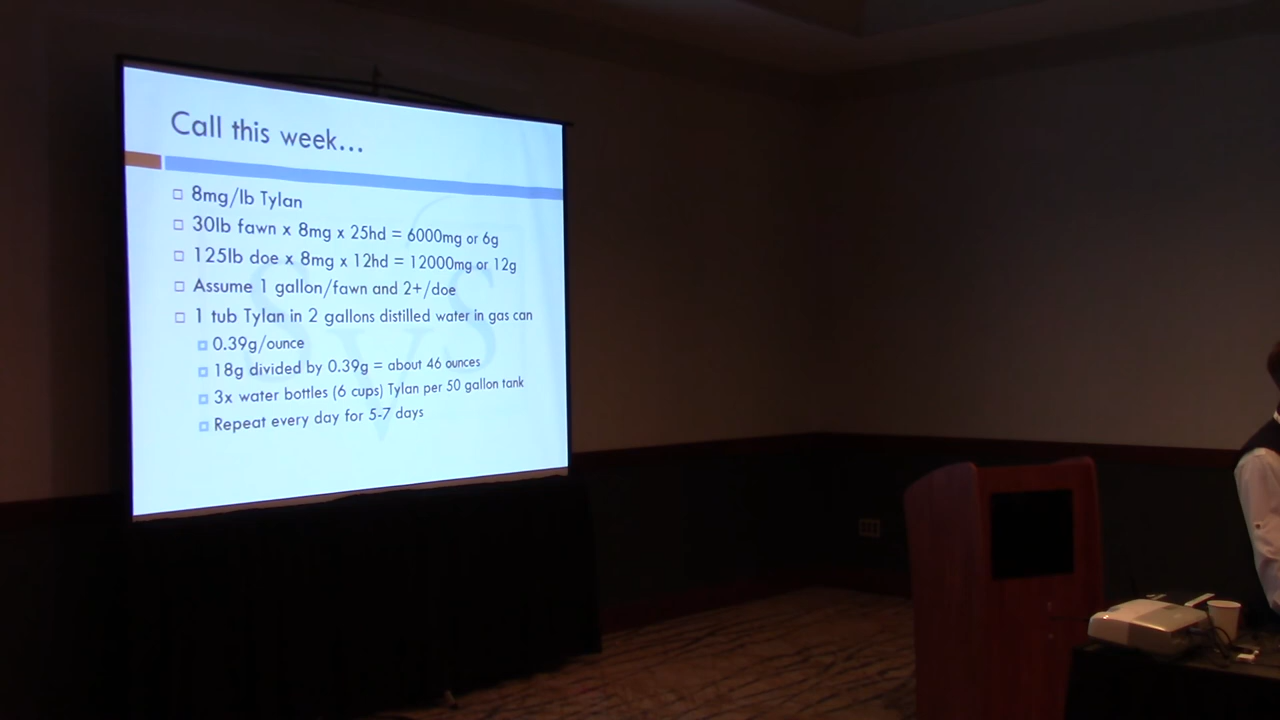 Call this week...
8mg/lb Tylan
30lb fawn x 8mg x 25hd = 6000mg or 6g
125lb doe x 8mg x 12hd = 12000mg or 12g
Assume 1 gallon/fawn and 2+/doe
1 tub Tylan in 2 gallons distilled water in gas can
0.39g/ounce
18g divided by 0.39g = about 46 ounces
3x water bottles (6 cups) Tylan per 50 gallon tank
Repeat every day for 5-7 days
SVS